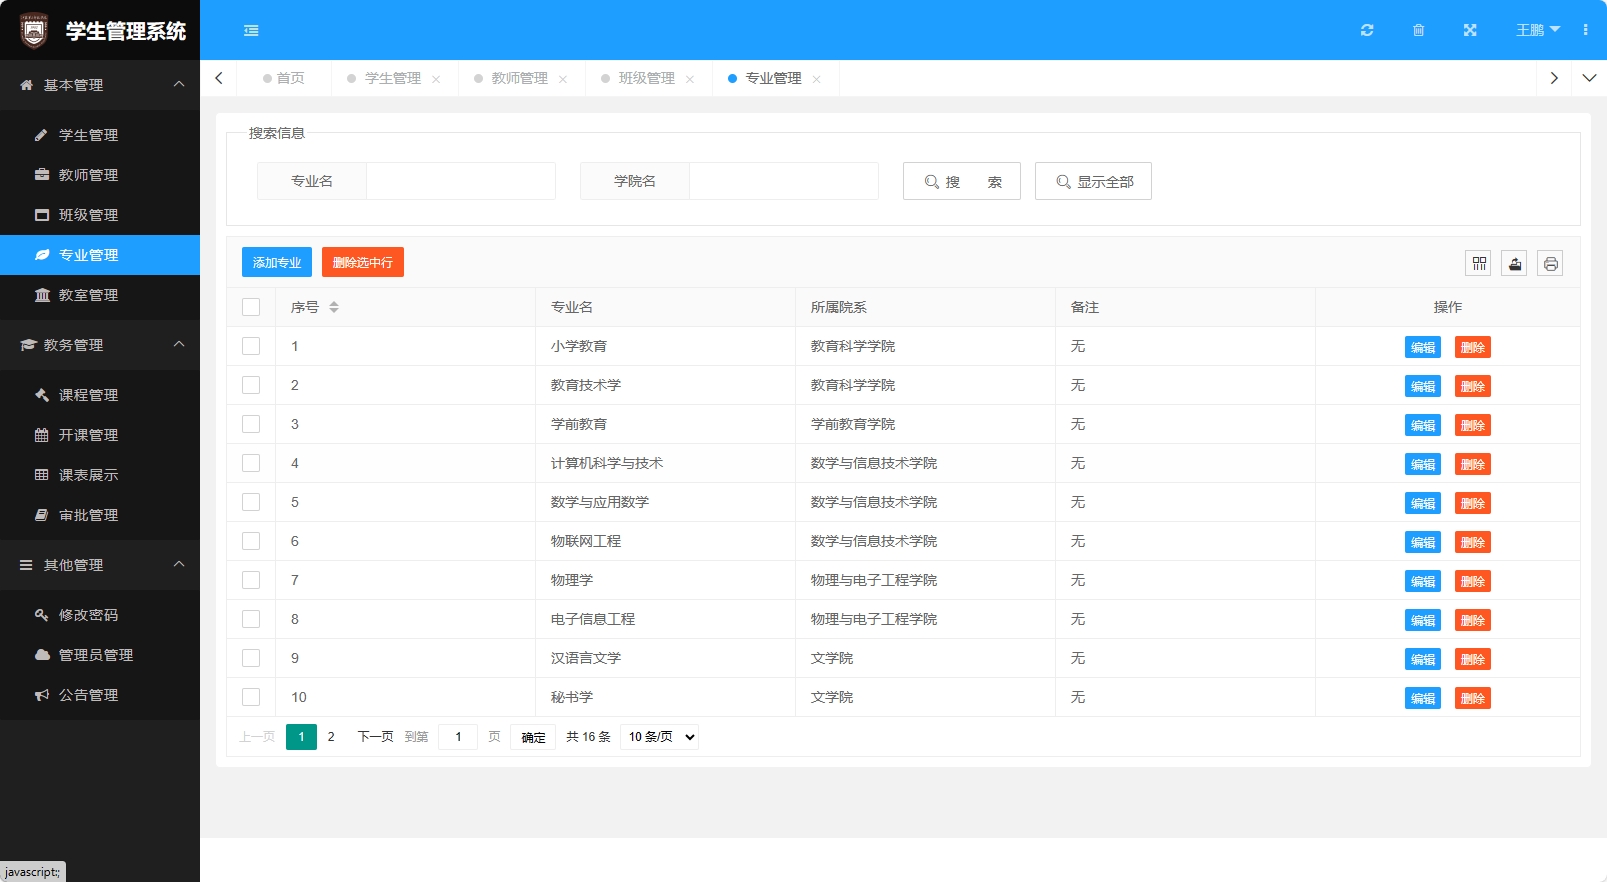 学生管理系统
王鹏
基本管理
学生管理
教师管理
班级管理
专业管理
教室管理
教务管理
课程管理
开课管理
课表展示
审批管理
其他管理
修改密码
管理员管理
公告管理
首页 学生管理 教师管理 班级管理 专业管理
搜索信息
专业名 学院名 搜 索 显示全部
添加专业 删除选中行
序号 专业名 所属院系 备注 操作
1 小学教育 教育科学学院 无 编辑 删除
2 教育技术学 教育科学学院 无 编辑 删除
3 学前教育 学前教育学院 无 编辑 删除
4 计算机科学与技术 数学与信息技术学院 无 编辑 删除
5 数学与应用数学 数学与信息技术学院 无 编辑 删除
6 物联网工程 数学与信息技术学院 无 编辑 删除
7 物理学 物理与电子工程学院 无 编辑 删除
8 电子信息工程 物理与电子工程学院 无 编辑 删除
9 汉语言文学 文学院 无 编辑 删除
10 秘书学 文学院 无 编辑 删除
上一页 1 2 下一页 到第 1 页 确定 共 16 条 10 条/页
javascript:;